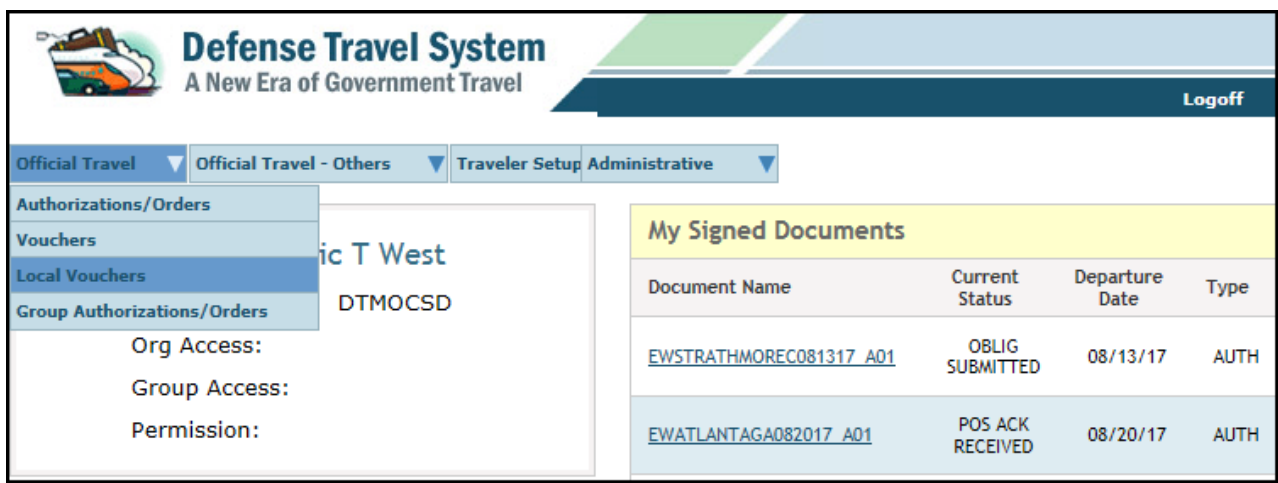 Defense Travel System
A New Era of Government Travel
Logoff
Official Travel
Official Travel - Others
Traveler Setup
Administrative
Authorizations/Orders
Vouchers
Local Vouchers
Group Authorizations/Orders
ic T West
DTMOCSD
Org Access:
Group Access:
Permission:
My Signed Documents
Document Name
Current
Status
Departure
Date
Type
EWSTRATHMOREC081317_A01
OBLIG
SUBMITTED
08/13/17
AUTH
EWATLANTAGA082017_A01
POS ACK
RECEIVED
08/20/17
AUTH